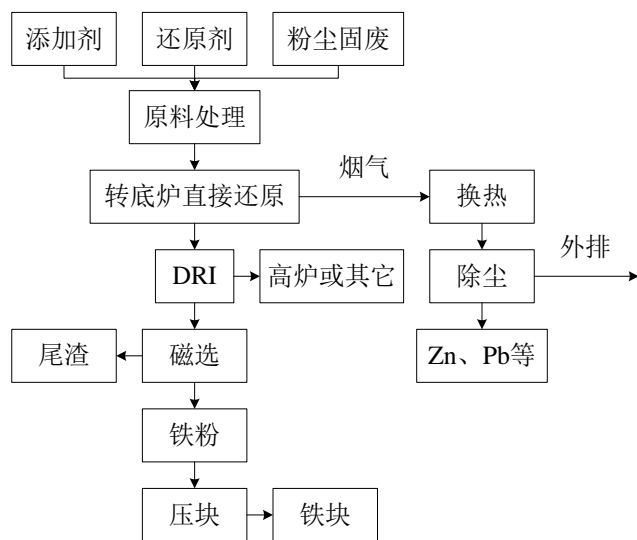 添加剂
还原剂
粉尘固废
原料处理
烟气
转底炉直接还原
换热
外排
DRI
高炉或其它
除尘
尾渣
磁选
Zn、Pb等
铁粉
压块
铁块